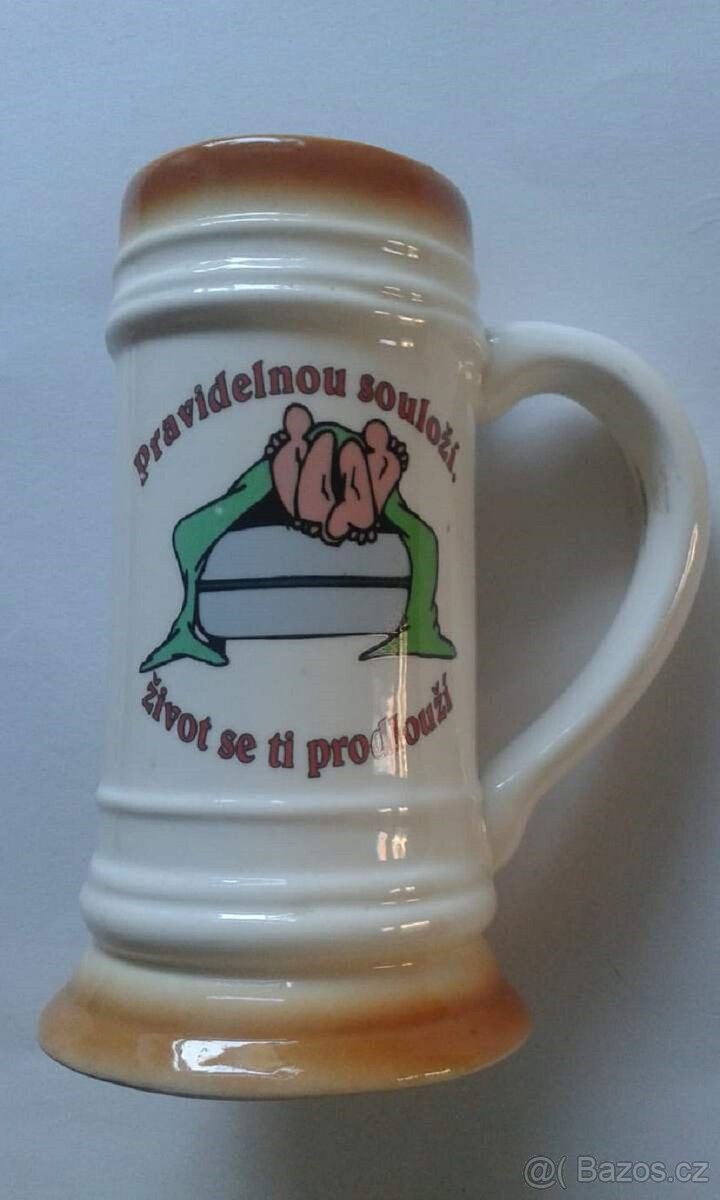 Pravidelnou souloží,
život se ti prodlouží
@( Bazos.cz